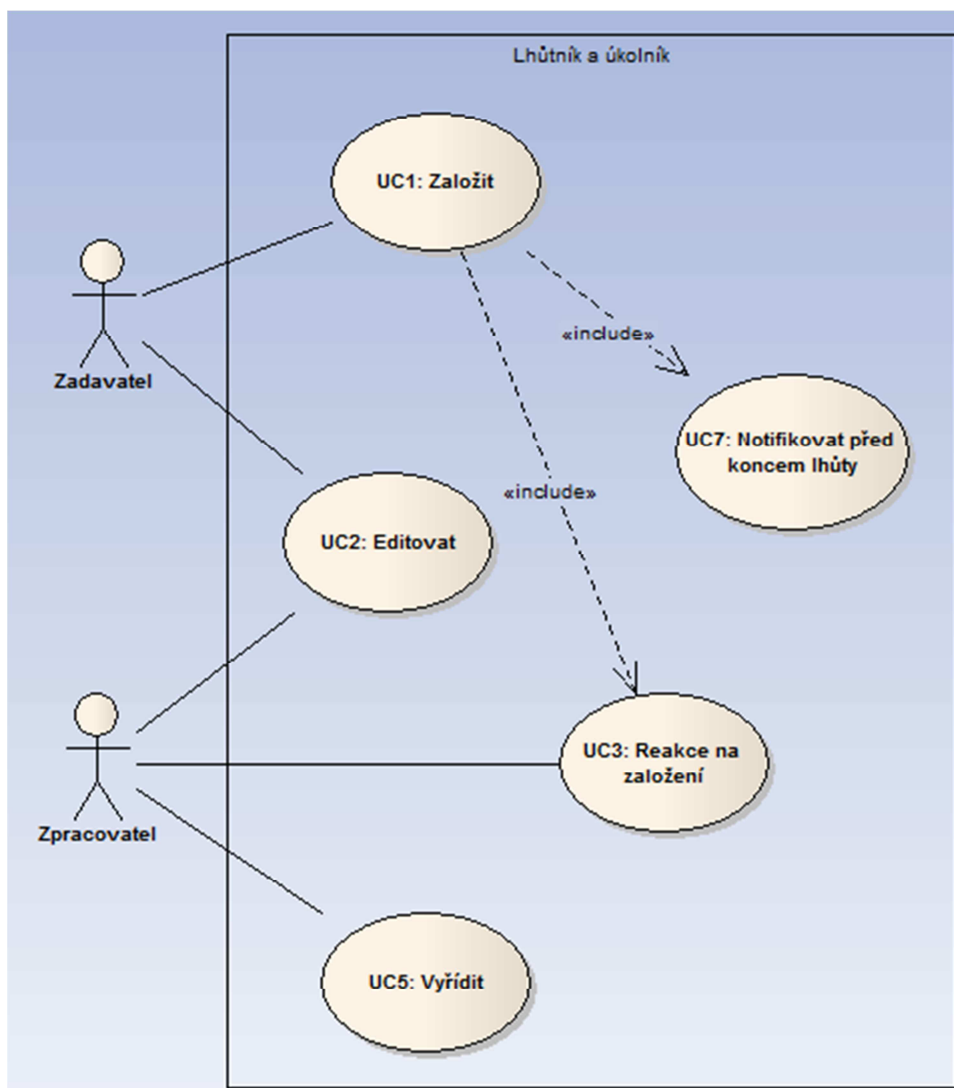 Lhůtník a úkolník
UC1: Založit
«include»
Zadavatel
UC7: Notifikovat před
koncem lhůty
«include»
UC2: Editovat
UC3: Reakce na
založení
Zpracovatel
UC5: Vyřídit